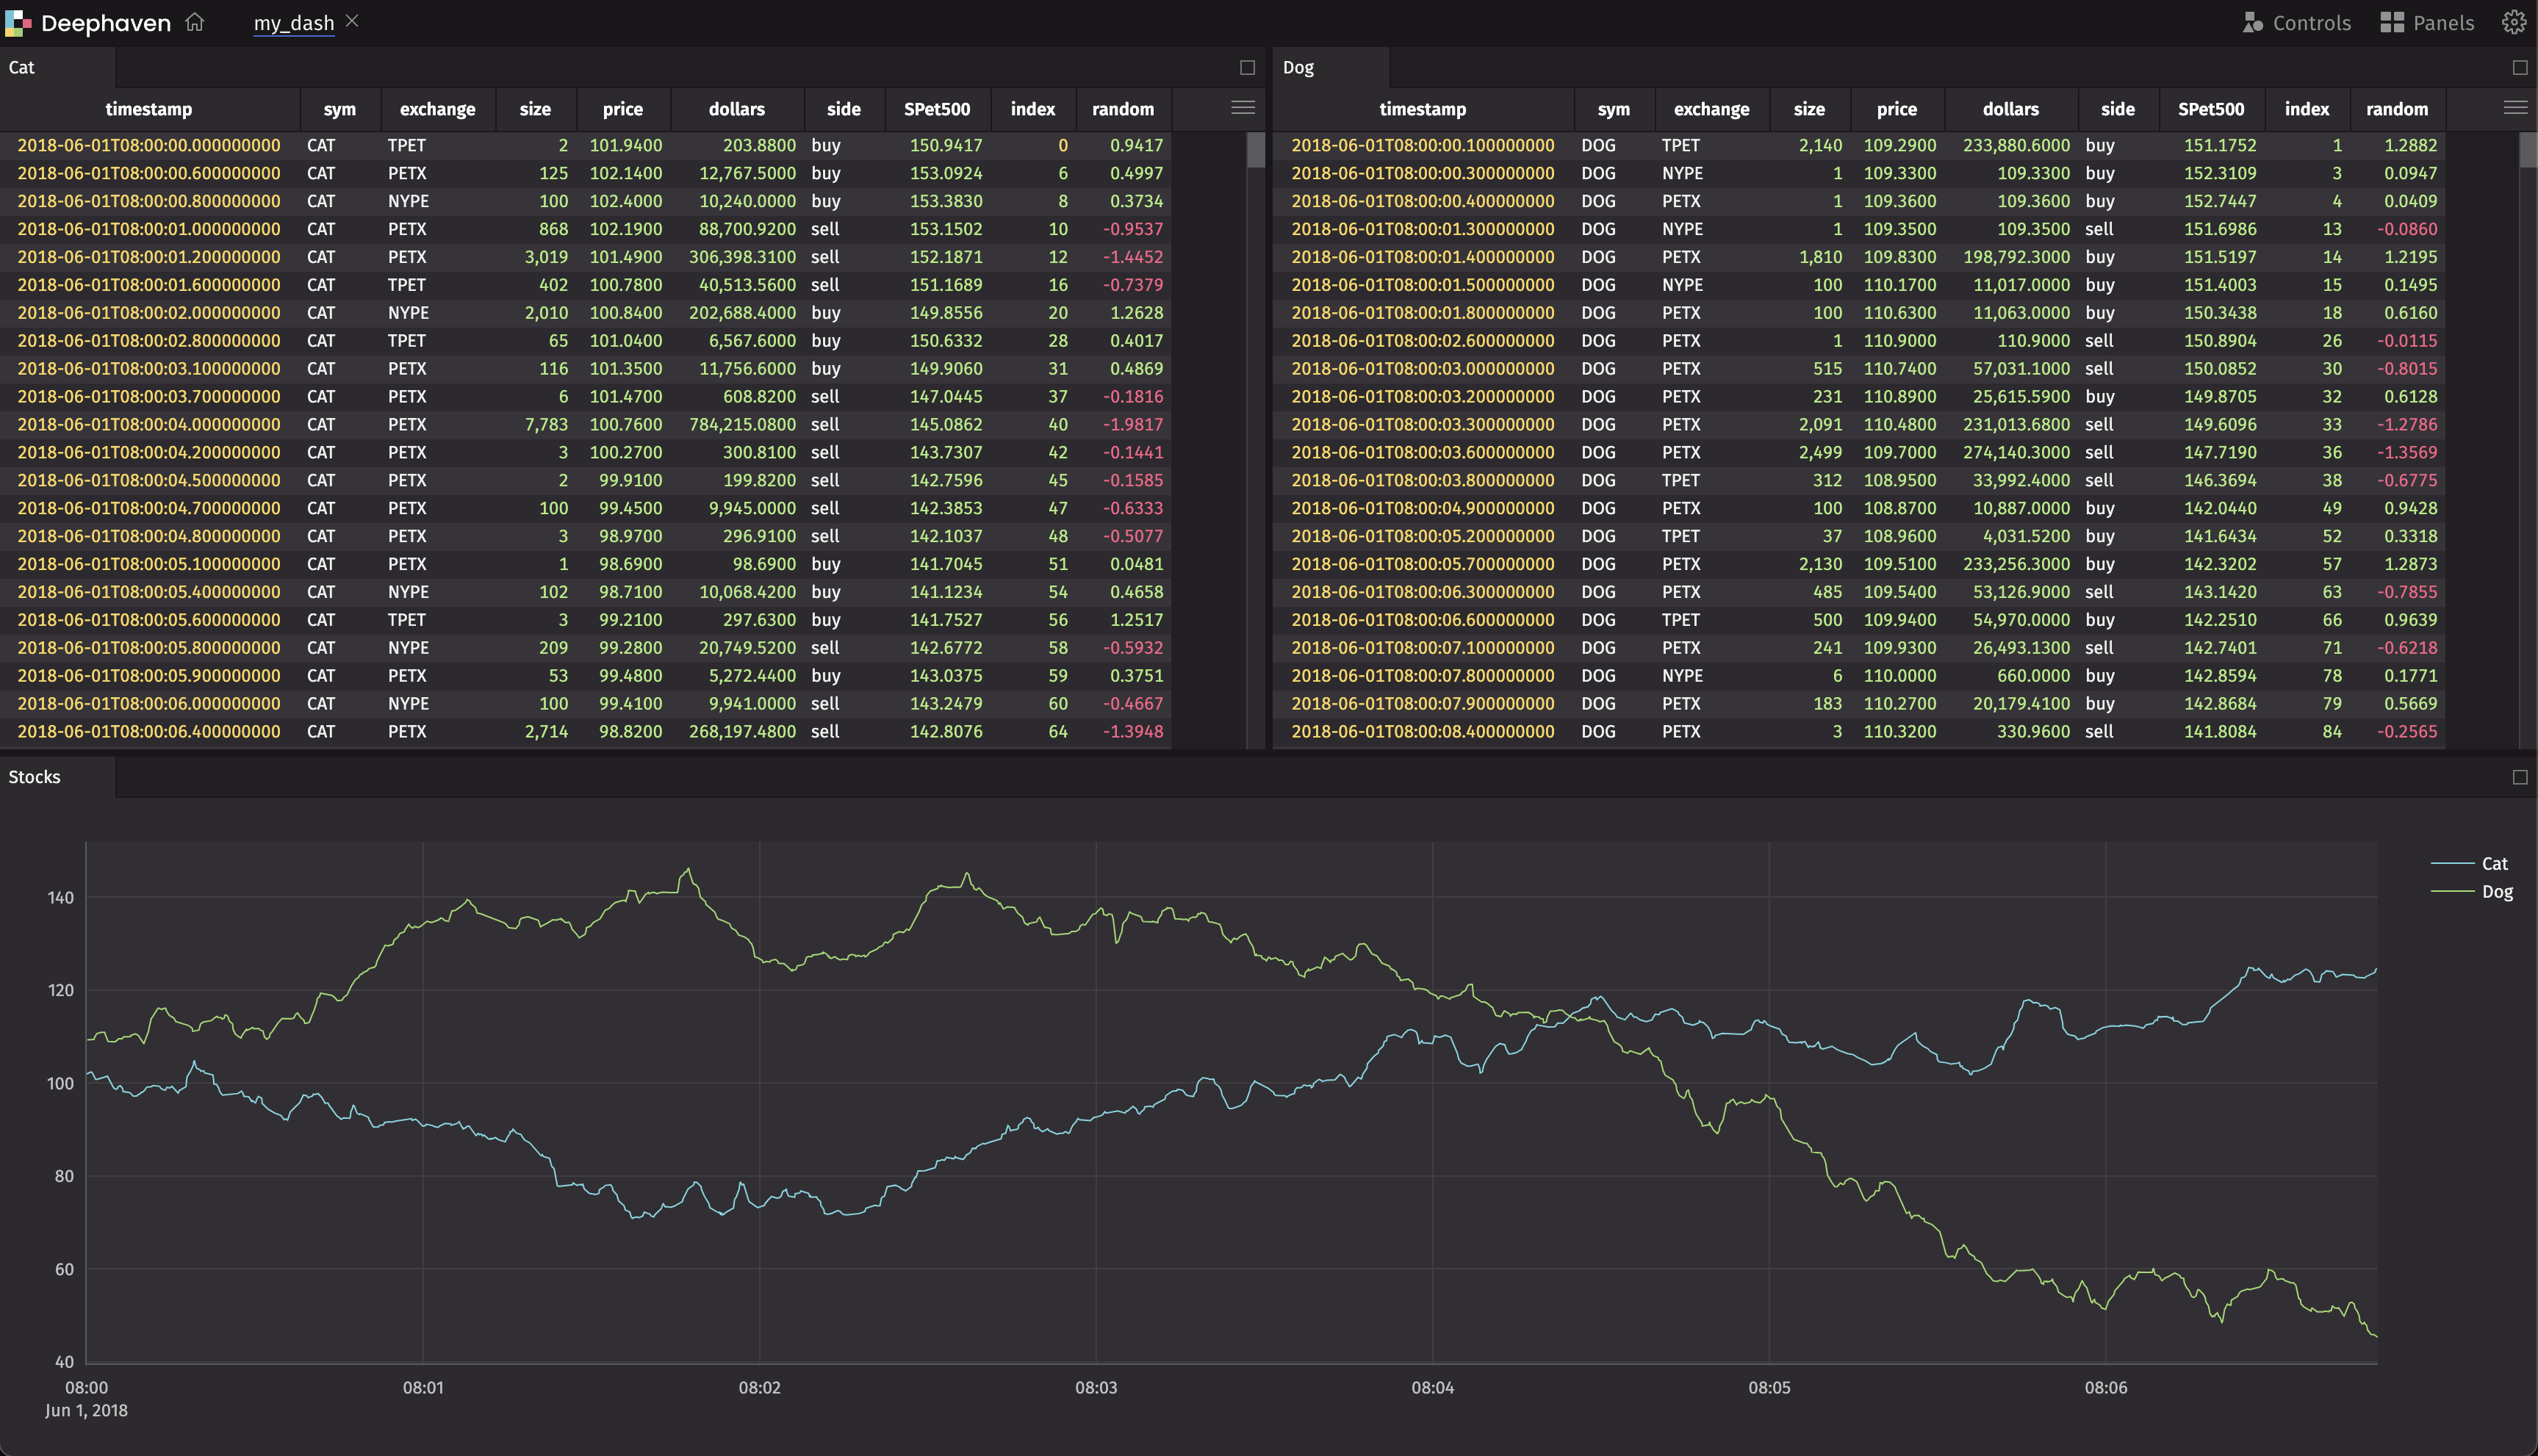 Deephaven my_dash Controls Panels
Cat
timestamp sym exchange size price dollars side SPet500 index random
2018-06-01T08:00:00.000000000 CAT TPET 2 101.9400 203.8800 buy 150.9417 0 0.9417
2018-06-01T08:00:00.600000000 CAT PETX 125 102.1400 12,767.5000 buy 153.0924 6 0.4997
2018-06-01T08:00:00.800000000 CAT NYPE 100 102.4000 10,240.0000 buy 153.3830 8 0.3734
2018-06-01T08:00:01.000000000 CAT PETX 868 102.1900 88,700.9200 sell 153.1502 10 -0.9537
2018-06-01T08:00:01.200000000 CAT PETX 3,019 101.4900 306,398.3100 sell 152.1871 12 -1.4452
2018-06-01T08:00:01.600000000 CAT TPET 402 100.7800 40,513.5600 sell 151.1689 16 -0.7379
2018-06-01T08:00:02.000000000 CAT NYPE 2,010 100.8400 202,688.4000 buy 149.8556 20 1.2628
2018-06-01T08:00:02.800000000 CAT TPET 65 101.0400 6,567.6000 buy 150.6332 28 0.4017
2018-06-01T08:00:03.100000000 CAT PETX 116 101.3500 11,756.6000 buy 149.9060 31 0.4869
2018-06-01T08:00:03.700000000 CAT PETX 6 101.4700 608.8200 sell 147.0445 37 -0.1816
2018-06-01T08:00:04.000000000 CAT PETX 7,783 100.7600 784,215.0800 sell 145.0862 40 -1.9817
2018-06-01T08:00:04.200000000 CAT PETX 3 100.2700 300.8100 sell 143.7307 42 -0.1441
2018-06-01T08:00:04.500000000 CAT PETX 2 99.9100 199.8200 sell 142.7596 45 -0.1585
2018-06-01T08:00:04.700000000 CAT PETX 100 99.4500 9,945.0000 sell 142.3853 47 -0.6333
2018-06-01T08:00:04.800000000 CAT PETX 3 98.9700 296.9100 sell 142.1037 48 -0.5077
2018-06-01T08:00:05.100000000 CAT PETX 1 98.6900 98.6900 buy 141.7045 51 0.0481
2018-06-01T08:00:05.400000000 CAT NYPE 102 98.7100 10,068.4200 buy 141.1234 54 0.4658
2018-06-01T08:00:05.600000000 CAT TPET 3 99.2100 297.6300 buy 141.7527 56 1.2517
2018-06-01T08:00:05.800000000 CAT NYPE 209 99.2800 20,749.5200 sell 142.6772 58 -0.5932
2018-06-01T08:00:05.900000000 CAT PETX 53 99.4800 5,272.4400 buy 143.0375 59 0.3751
2018-06-01T08:00:06.000000000 CAT NYPE 100 99.4100 9,941.0000 sell 143.2479 60 -0.4667
2018-06-01T08:00:06.400000000 CAT PETX 2,714 98.8200 268,197.4800 sell 142.8076 64 -1.3948
Dog
timestamp sym exchange size price dollars side SPet500 index random
2018-06-01T08:00:00.100000000 DOG TPET 2,140 109.2900 233,880.6000 buy 151.1752 1 1.2882
2018-06-01T08:00:00.300000000 DOG NYPE 1 109.3300 109.3300 buy 152.3109 3 0.0947
2018-06-01T08:00:00.400000000 DOG PETX 1 109.3600 109.3600 buy 152.7447 4 0.0409
2018-06-01T08:00:01.300000000 DOG NYPE 1 109.3500 109.3500 sell 151.6986 13 -0.0860
2018-06-01T08:00:01.400000000 DOG PETX 1,810 109.8300 198,792.3000 buy 151.5197 14 1.2195
2018-06-01T08:00:01.500000000 DOG NYPE 100 110.1700 11,017.0000 buy 151.4003 15 0.1495
2018-06-01T08:00:01.800000000 DOG PETX 100 110.6300 11,063.0000 buy 150.3438 18 0.6160
2018-06-01T08:00:02.600000000 DOG PETX 1 110.9000 110.9000 sell 150.8904 26 -0.0115
2018-06-01T08:00:03.000000000 DOG PETX 515 110.7400 57,031.1000 sell 150.0852 30 -0.8015
2018-06-01T08:00:03.200000000 DOG PETX 231 110.8900 25,615.5900 buy 149.8705 32 0.6128
2018-06-01T08:00:03.300000000 DOG PETX 2,091 110.4800 231,013.6800 sell 149.6096 33 -1.2786
2018-06-01T08:00:03.600000000 DOG PETX 2,499 109.7000 274,140.3000 sell 147.7190 36 -1.3569
2018-06-01T08:00:03.800000000 DOG TPET 312 108.9500 33,992.4000 sell 146.3694 38 -0.6775
2018-06-01T08:00:04.900000000 DOG PETX 100 108.8700 10,887.0000 buy 142.0440 49 0.9428
2018-06-01T08:00:05.200000000 DOG TPET 37 108.9600 4,031.5200 buy 141.6434 52 0.3318
2018-06-01T08:00:05.700000000 DOG PETX 2,130 109.5100 233,256.3000 buy 142.3202 57 1.2873
2018-06-01T08:00:06.300000000 DOG PETX 485 109.5400 53,126.9000 sell 143.1420 63 -0.7855
2018-06-01T08:00:06.600000000 DOG TPET 500 109.9400 54,970.0000 buy 142.2510 66 0.9639
2018-06-01T08:00:07.100000000 DOG PETX 241 109.9300 26,493.1300 sell 142.7401 71 -0.6218
2018-06-01T08:00:07.800000000 DOG NYPE 6 110.0000 660.0000 buy 142.8594 78 0.1771
2018-06-01T08:00:07.900000000 DOG PETX 183 110.2700 20,179.4100 buy 142.8684 79 0.5669
2018-06-01T08:00:08.400000000 DOG PETX 3 110.3200 330.9600 sell 141.8084 84 -0.2565
Stocks
Cat
Dog
140
120
100
80
60
40
08:00 08:01 08:02 08:03 08:04 08:05 08:06
Jun 1, 2018